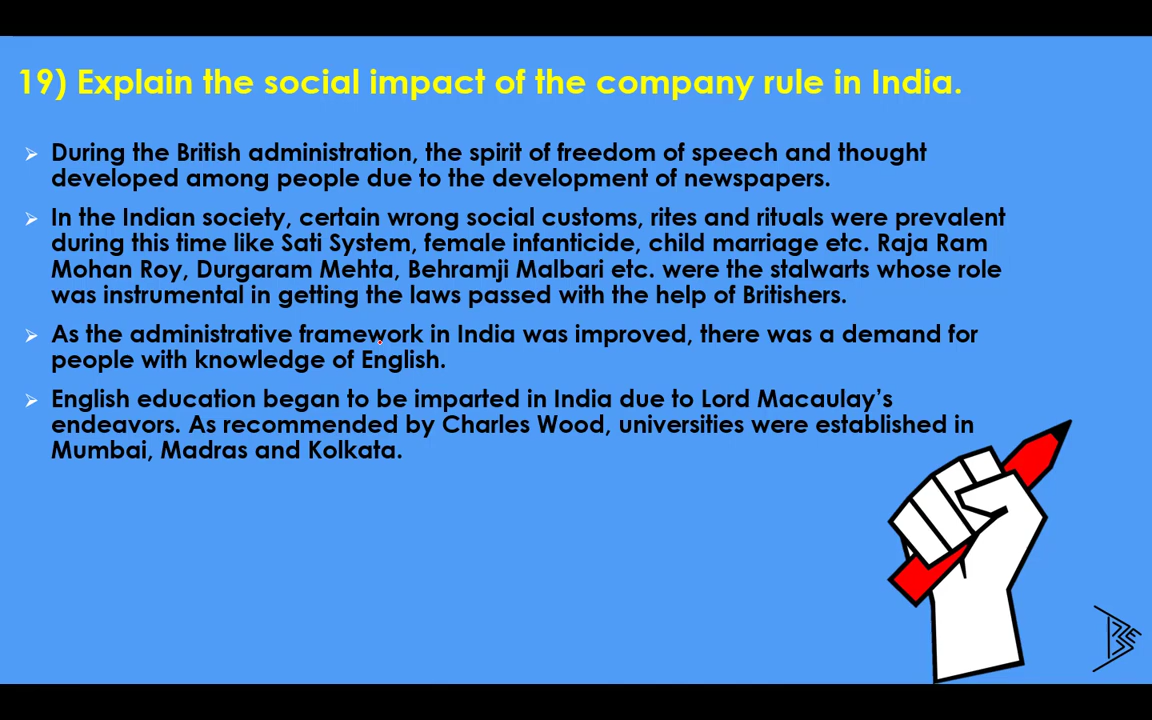 19) Explain the social impact of the company rule in India.
During the British administration, the spirit of freedom of speech and thought
developed among people due to the development of newspapers.
In the Indian society, certain wrong social customs, rites and rituals were prevalent
during this time like Sati System, female infanticide, child marriage etc. Raja Ram
Mohan Roy, Durgaram Mehta, Behramji Malbari etc. were the stalwarts whose role
was instrumental in getting the laws passed with the help of Britishers.
As the administrative framework in India was improved, there was a demand for
people with knowledge of English.
English education began to be imparted in India due to Lord Macaulay's
endeavors. As recommended by Charles Wood, universities were established in
Mumbai, Madras and Kolkata.